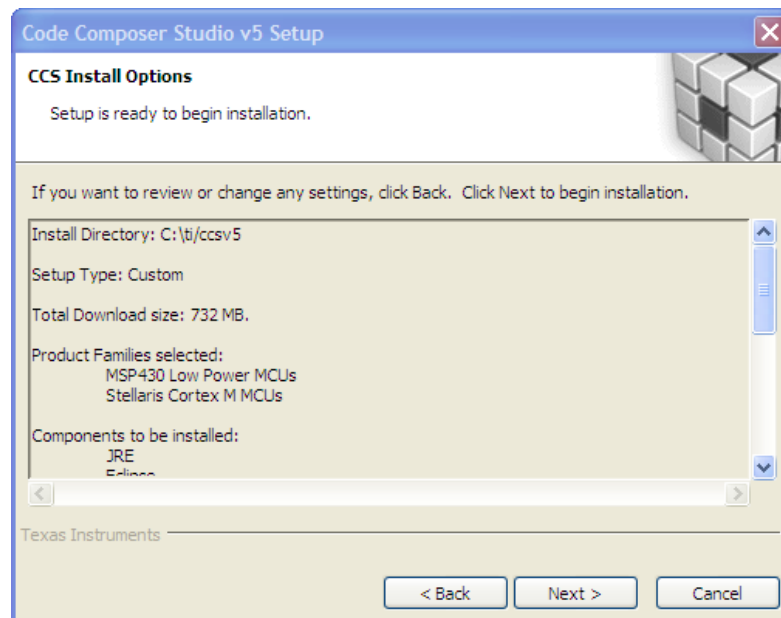 Code Composer Studio v5 Setup
CCS Install Options
Setup is ready to begin installation.
If you want to review or change any settings, click Back. Click Next to begin installation.
Install Directory: C:\ti/ccsv5
Setup Type: Custom
Total Download size: 732 MB.
Product Families selected:
MSP430 Low Power MCUs
Stellaris Cortex M MCUs
Components to be installed:
JRE
Eclipse
Texas Instruments
< Back
Next >
Cancel